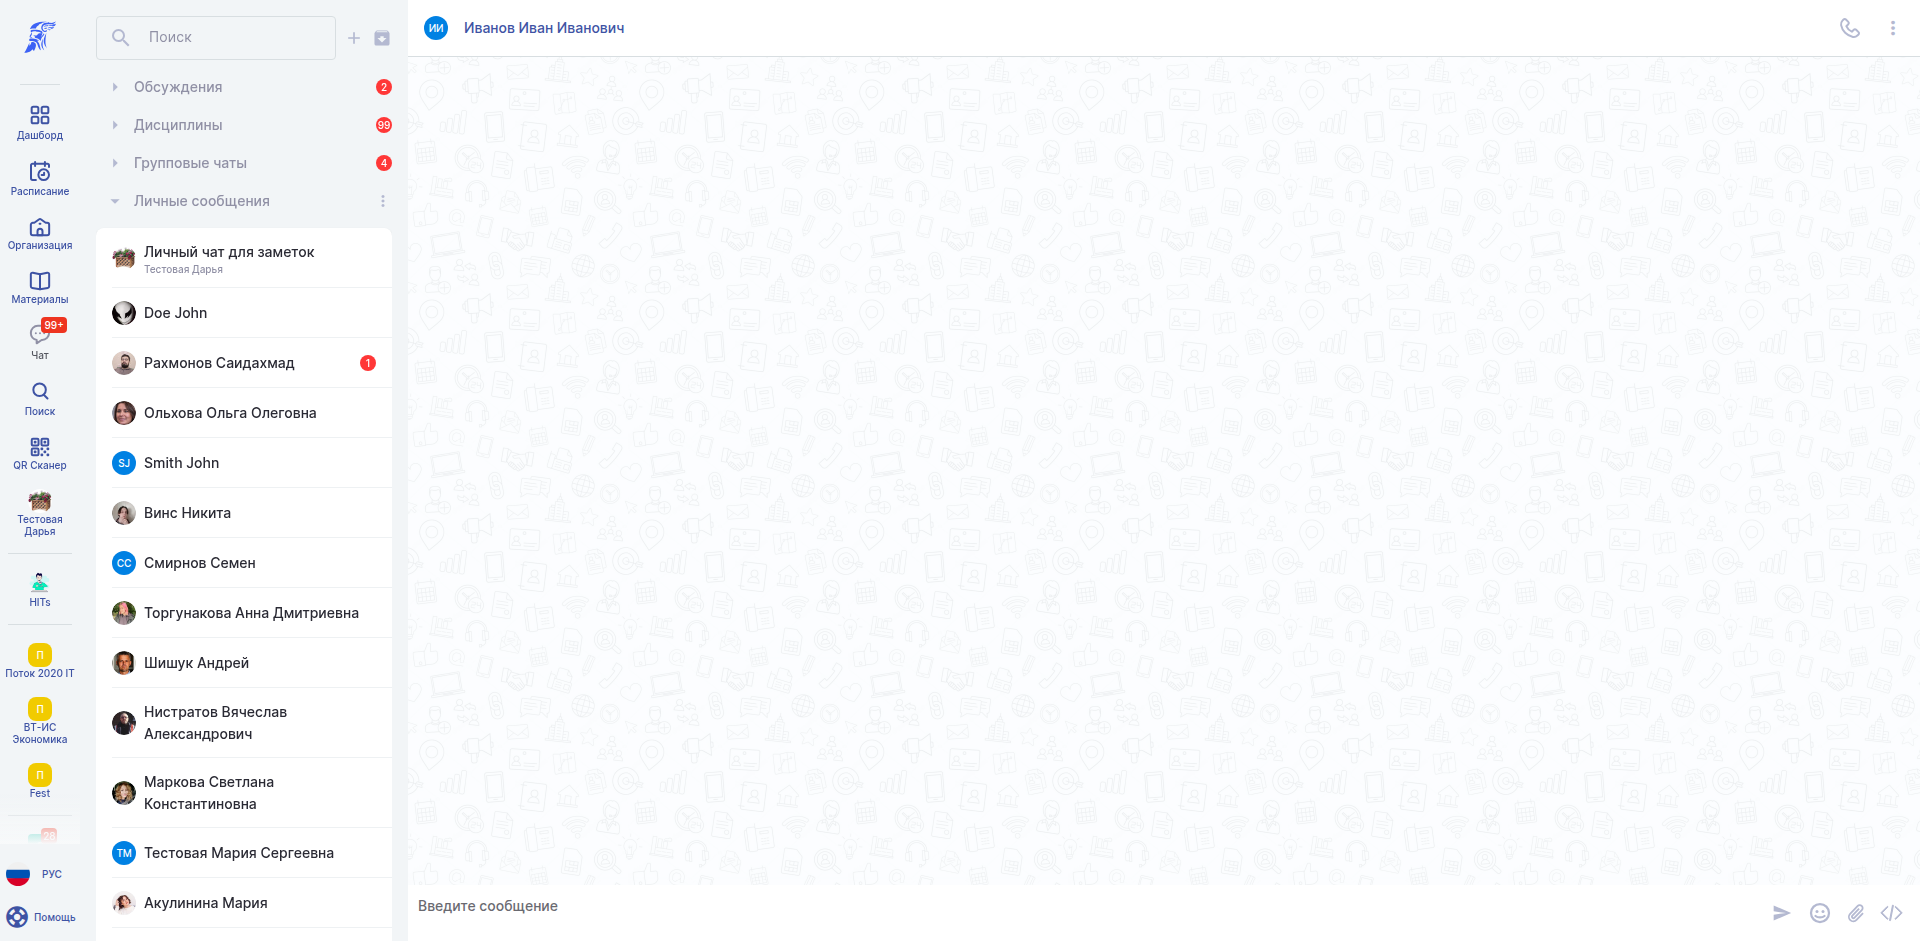 Дашборд
Расписание
Организация
Материалы
99+
Чат
Поиск
QR Сканер
Тестовая
Дарья
HITs
П
Поток 2020 IT
П
ВТ-ИС
Экономика
П
Fest
28
РУС
Помощь
Поиск
Обсуждения 2
Дисциплины 99
Групповые чаты 4
Личные сообщения
Личный чат для заметок
Тестовая Дарья
Doe John
Рахмонов Саидахмад 1
Ольхова Ольга Олеговна
SJ Smith John
Винс Никита
СС Смирнов Семен
Торгунакова Анна Дмитриевна
Шишук Андрей
Нистратов Вячеслав
Александрович
Маркова Светлана
Константиновна
ТМ Тестовая Мария Сергеевна
Акулинина Мария
ИИ Иванов Иван Иванович
Введите сообщение